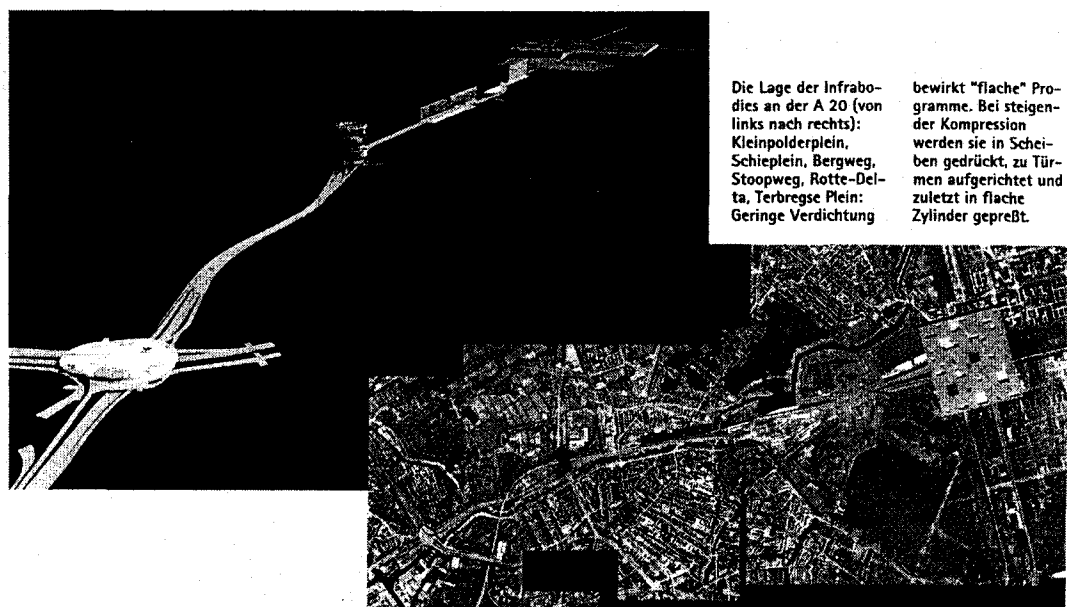 Die Lage der Infrabo-
dies an der A 20 (von
links nach rechts):
Kleinpolderplein,
Schieplein, Bergweg,
Stoopweg, Rotte-Del-
ta, Terbregse Plein:
Geringe Verdichtung
bewirkt "flache" Pro-
gramme. Bei steigen-
der Kompression
werden sie in Schei-
ben gedrückt, zu Tür-
men aufgerichtet und
zuletzt in flache
Zylinder gepreßt.